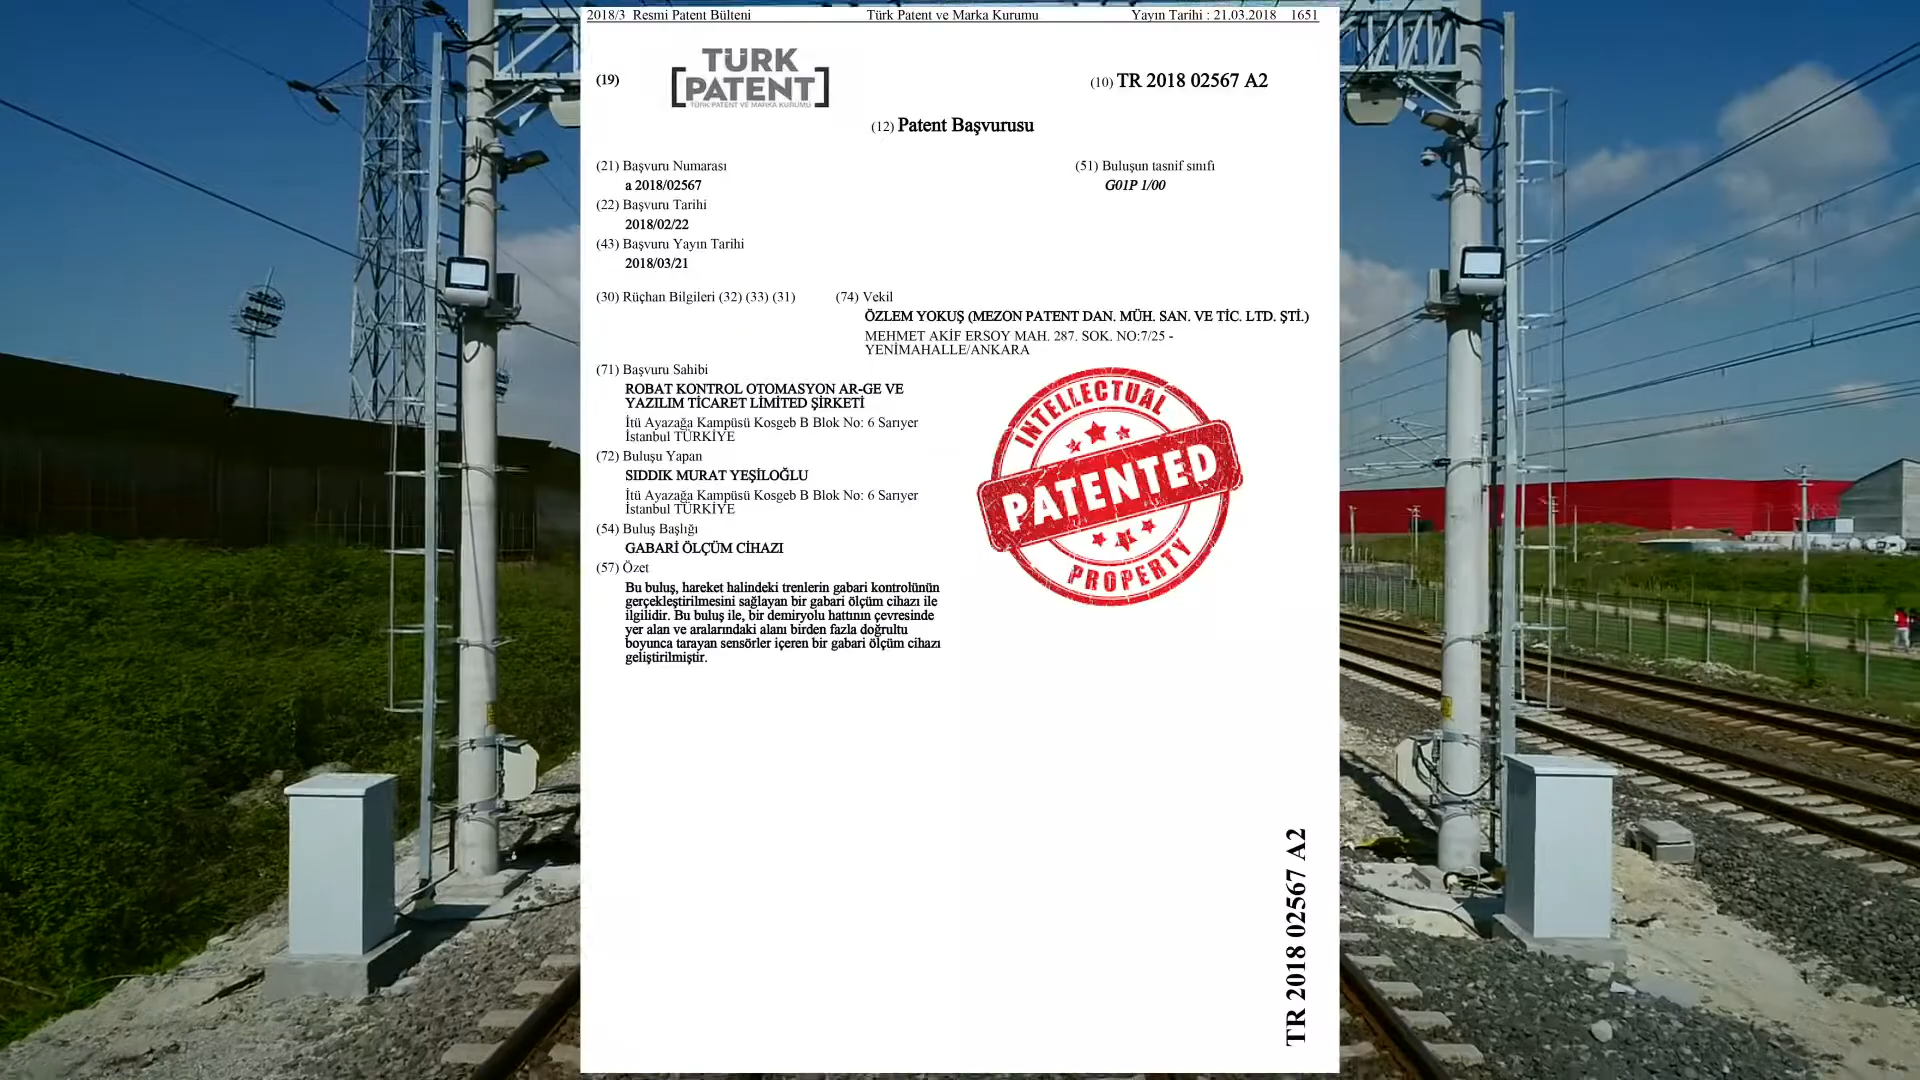 2018/3 Resmi Patent Bülteni Türk Patent ve Marka Kurumu Yayın Tarihi : 21.03.2018 1651
(19)
TÜRK
PATENT
TÜRK PATENT VE MARKA KURUMU
(10) TR 2018 02567 A2
(12) Patent Başvurusu
(21) Başvuru Numarası
a 2018/02567
(22) Başvuru Tarihi
2018/02/22
(43) Başvuru Yayın Tarihi
2018/03/21
(51) Buluşun tasnif sınıfı
G01P 1/00
(30) Rüçhan Bilgileri (32) (33) (31)
(74) Vekil
ÖZLEM YOKUŞ (MEZON PATENT DAN. MÜH. SAN. VE TİC. LTD. ŞTİ.)
MEHMET AKİF ERSOY MAH. 287. SOK. NO:7/25 -
YENİMAHALLE/ANKARA
(71) Başvuru Sahibi
ROBAT KONTROL OTOMASYON AR-GE VE
YAZILIM TİCARET LİMİTED ŞİRKETİ
İtü Ayazağa Kampüsü Kosgeb B Blok No: 6 Sarıyer
İstanbul TÜRKİYE
(72) Buluşu Yapan
SIDDIK MURAT YEŞİLOĞLU
İtü Ayazağa Kampüsü Kosgeb B Blok No: 6 Sarıyer
İstanbul TÜRKİYE
(54) Buluş Başlığı
GABARİ ÖLÇÜM CİHAZI
(57) Özet
Bu buluş, hareket halindeki trenlerin gabari kontrolünün
gerçekleştirilmesini sağlayan bir gabari ölçüm cihazı ile
ilgilidir. Bu buluş ile, bir demiryolu hattının çevresinde
yer alan ve aralarındaki alanı birden fazla doğrultu
boyunca tarayan sensörler içeren bir gabari ölçüm cihazı
geliştirilmiştir.
INTELLECTUAL
PATENTED
PROPERTY
TR 2018 02567 A2